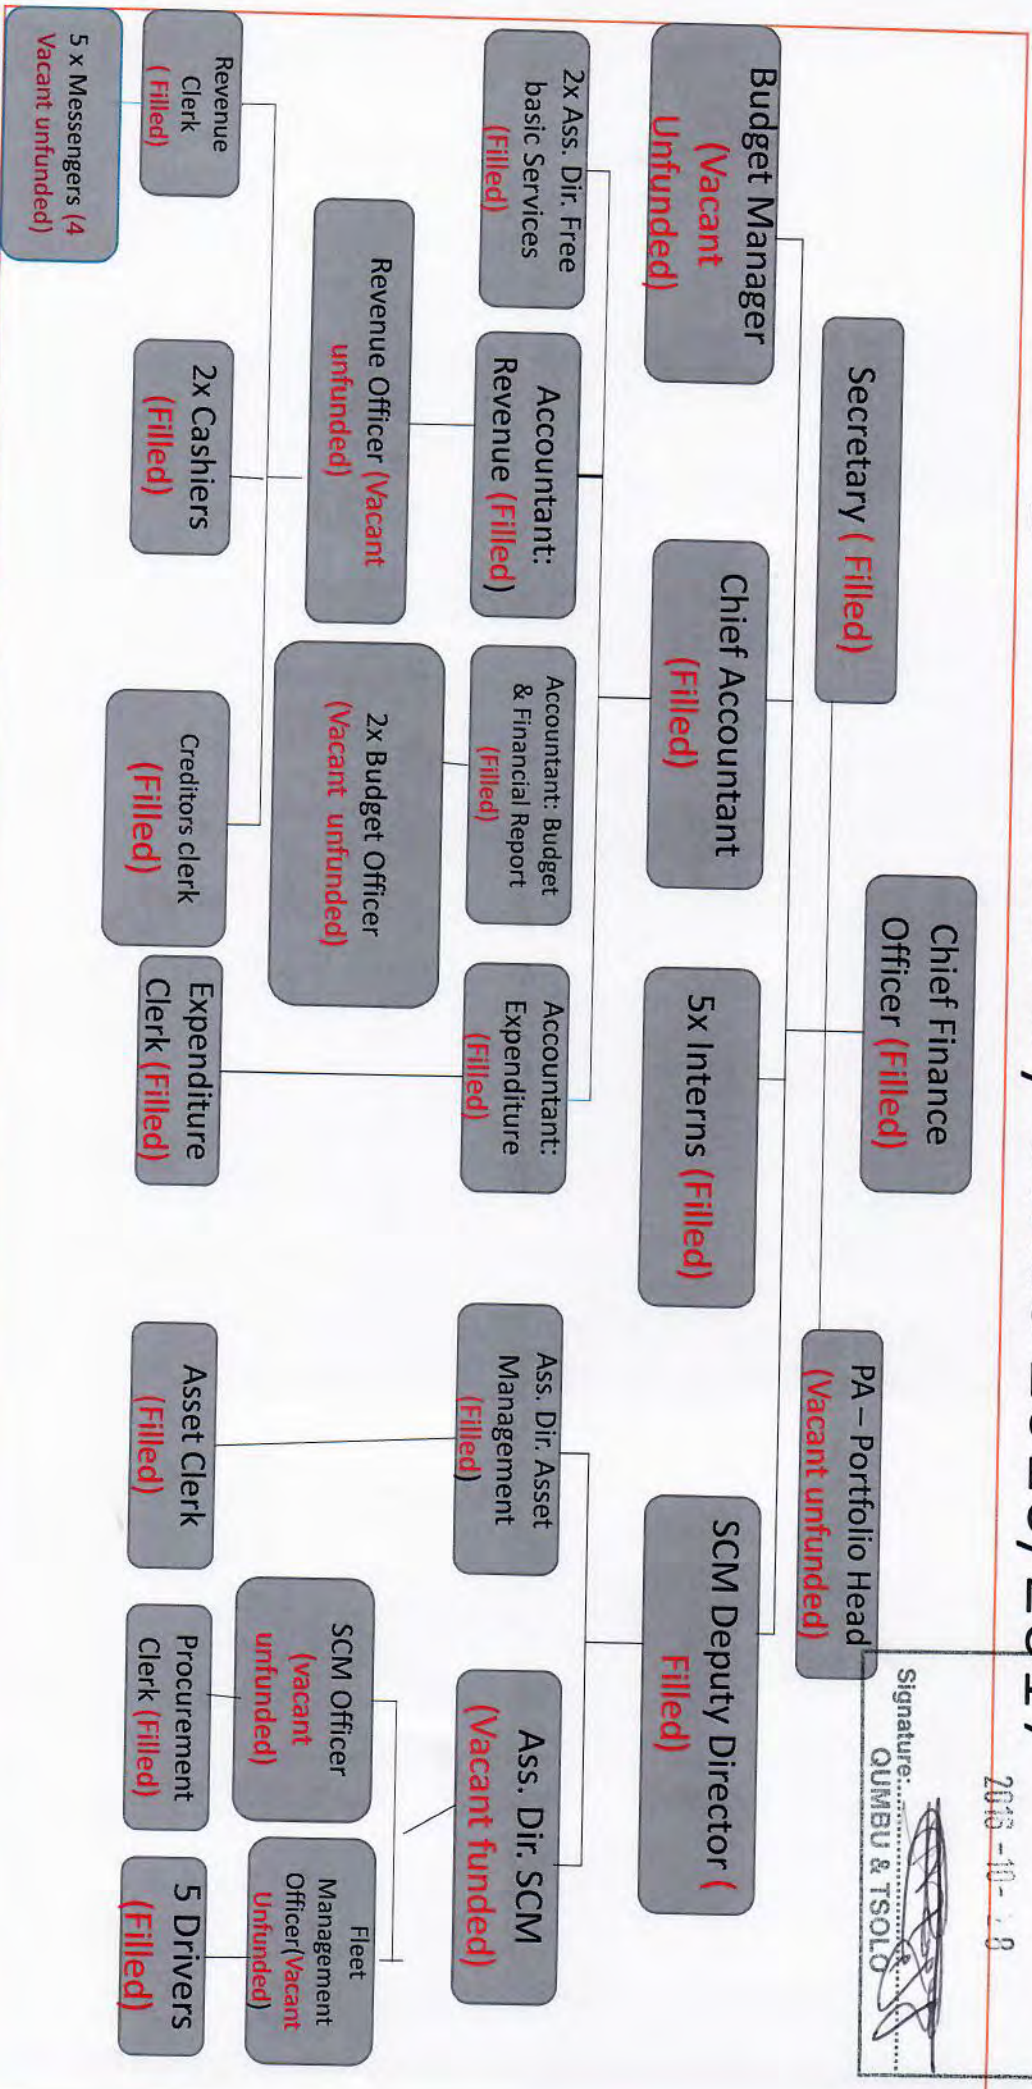 Chief Finance
Officer (Filled)
Secretary ( Filled)
PA – Portfolio Head
(Vacant unfunded)
Budget Manager
(Vacant
Unfunded)
Chief Accountant
(Filled)
5x Interns (Filled)
SCM Deputy Director (
Filled)
2x Ass. Dir. Free
basic Services
(Filled)
Accountant:
Revenue (Filled)
Accountant: Budget
& Financial Report
(Filled)
Accountant:
Expenditure
(Filled)
Ass. Dir. Asset
Management
(Filled)
Ass. Dir. SCM
(Vacant funded)
Revenue Officer (Vacant
unfunded)
2x Budget Officer
(Vacant unfunded)
SCM Officer
(vacant
unfunded)
Fleet
Management
Officer(Vacant
Unfunded)
Revenue
Clerk
( Filled)
2x Cashiers
(Filled)
Creditors clerk
(Filled)
Expenditure
Clerk (Filled)
Asset Clerk
(Filled)
Procurement
Clerk (Filled)
5 Drivers
(Filled)
5 x Messengers (4
Vacant unfunded)
Signature:
QUMBU & TSOLO